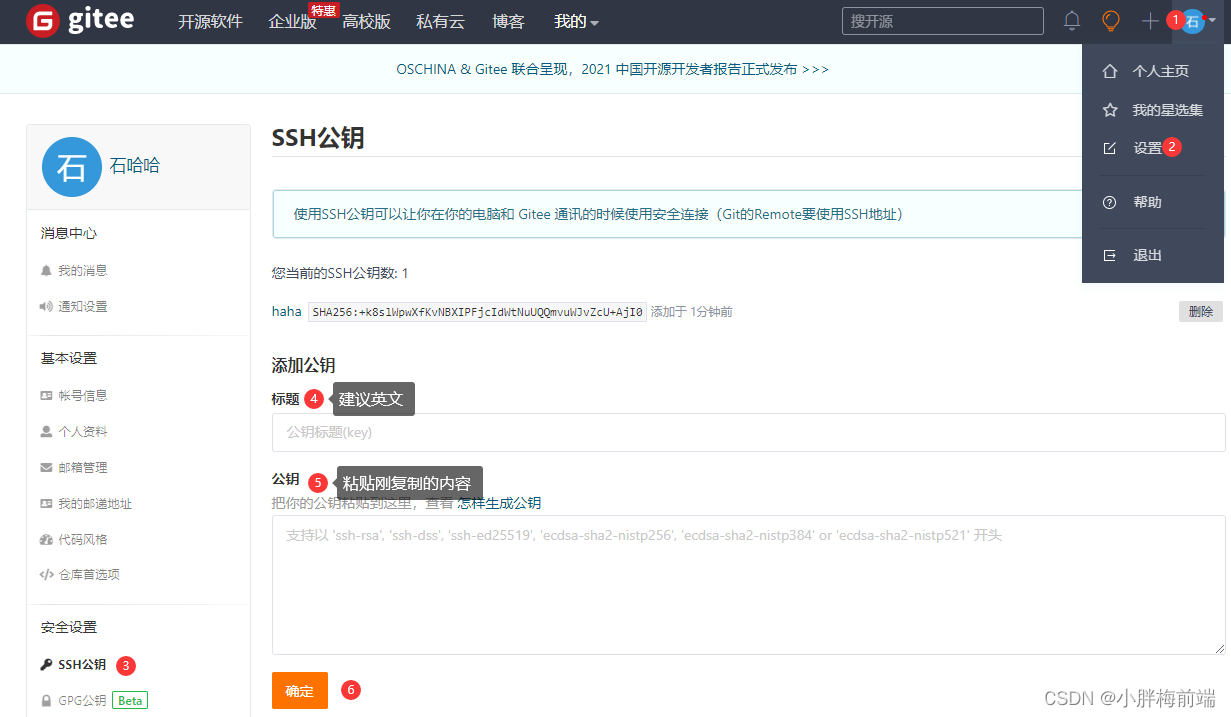 gitee 开源软件 企业版 特惠 高校版 私有云 博客 我的 搜开源 1 石
OSCHINA & Gitee 联合呈现，2021 中国开源开发者报告正式发布 >>>
个人主页
我的星选集
设置 2
帮助
退出
石 石哈哈
消息中心
我的消息
通知设置
基本设置
帐号信息
个人资料
邮箱管理
我的邮递地址
代码风格
仓库首选项
安全设置
SSH公钥 3
GPG公钥 Beta
SSH公钥
使用SSH公钥可以让你在你的电脑和 Gitee 通讯的时候使用安全连接（Git的Remote要使用SSH地址）
您当前的SSH公钥数: 1
haha SHA256:+k8slWpwXfKvNBXIPFjcIdWtNuUQQmvuWJvZcU+AjI0 添加于 1分钟前 删除
添加公钥
标题 4 建议英文
公钥标题(key)
公钥 5 粘贴刚复制的内容
把你的公钥粘贴到这里，查看 怎样生成公钥
支持以 'ssh-rsa', 'ssh-dss', 'ssh-ed25519', 'ecdsa-sha2-nistp256', 'ecdsa-sha2-nistp384' or 'ecdsa-sha2-nistp521' 开头
确定 6
CSDN @小胖梅前端